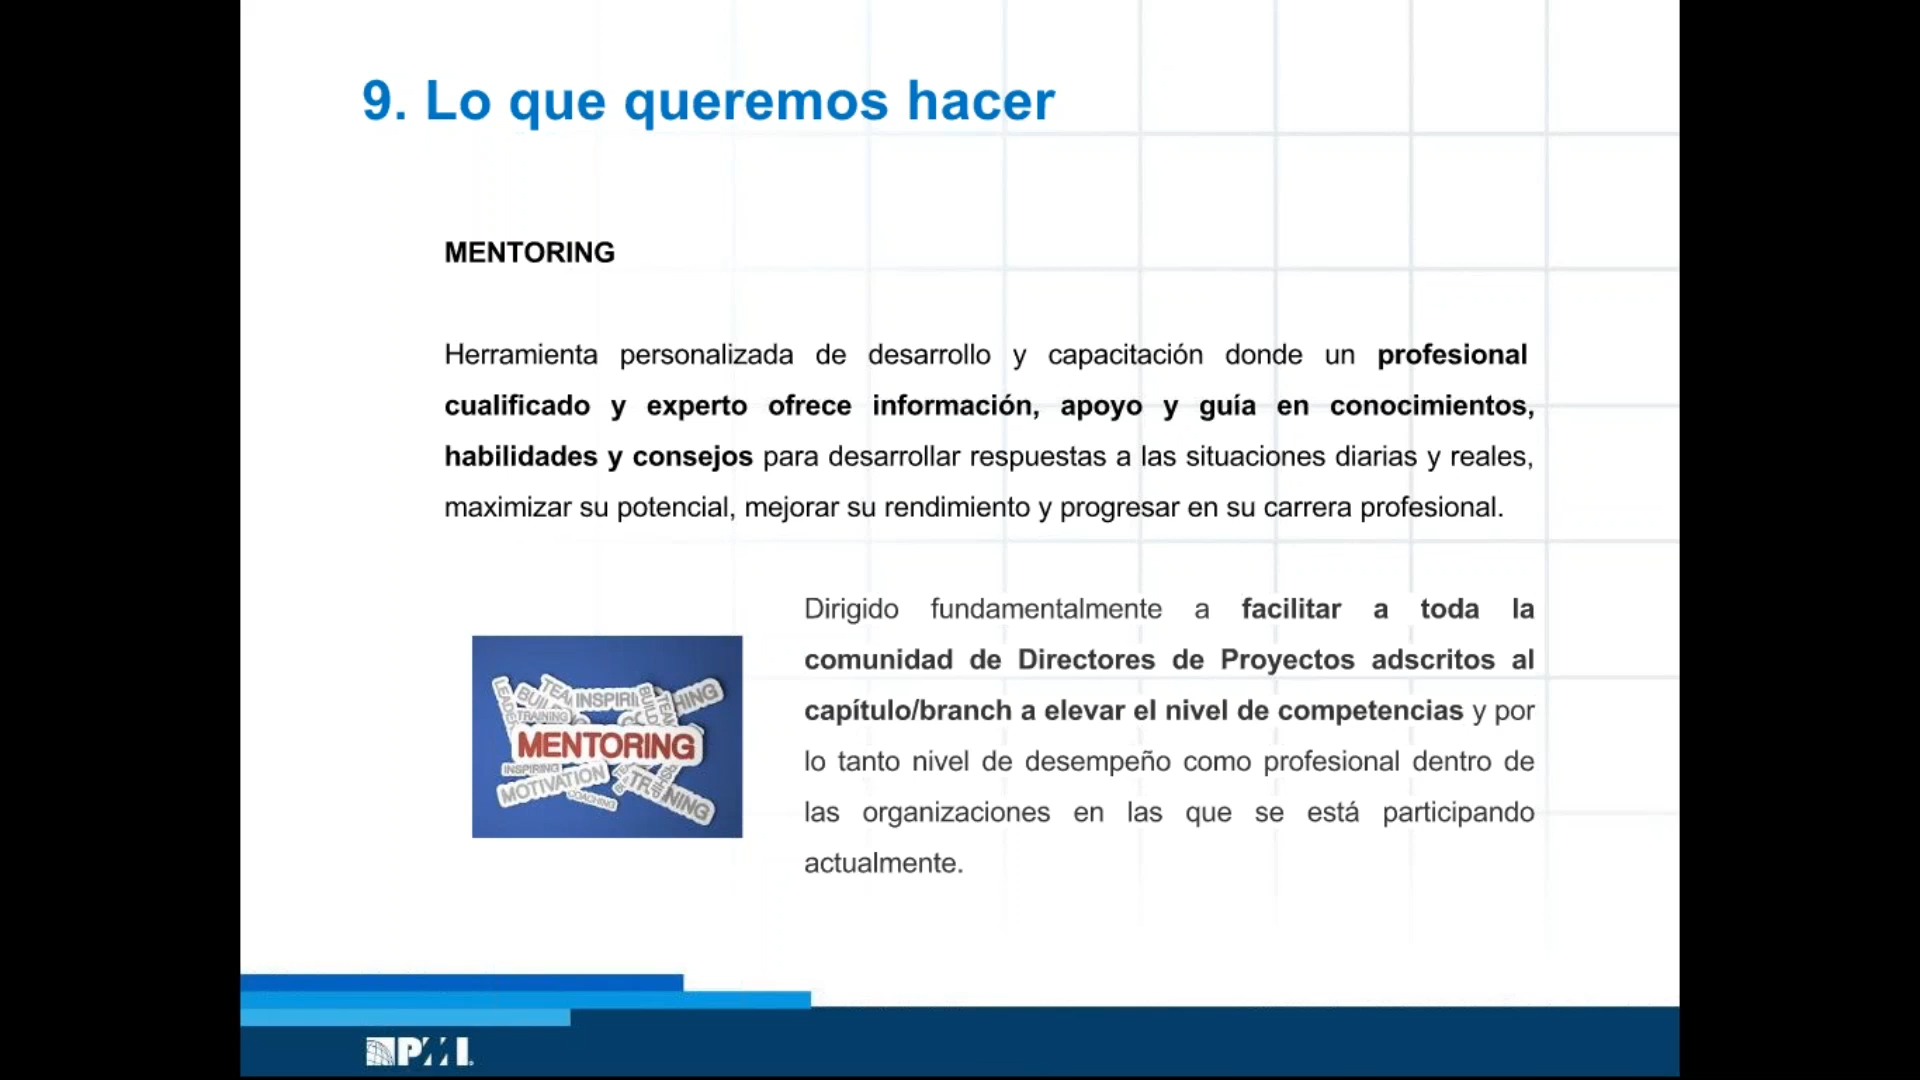 9. Lo que queremos hacer
MENTORING
Herramienta personalizada de desarrollo y capacitación donde un profesional
cualificado y experto ofrece información, apoyo y guía en conocimientos,
habilidades y consejos para desarrollar respuestas a las situaciones diarias y reales,
maximizar su potencial, mejorar su rendimiento y progresar en su carrera profesional.
Dirigido fundamentalmente a facilitar a toda la
comunidad de Directores de Proyectos adscritos al
capítulo/branch a elevar el nivel de competencias y por
lo tanto nivel de desempeño como profesional dentro de
las organizaciones en las que se está participando
actualmente.
TRAINING
MENTORING
INSPIRING
MOTIVATION
COACHING
PMI